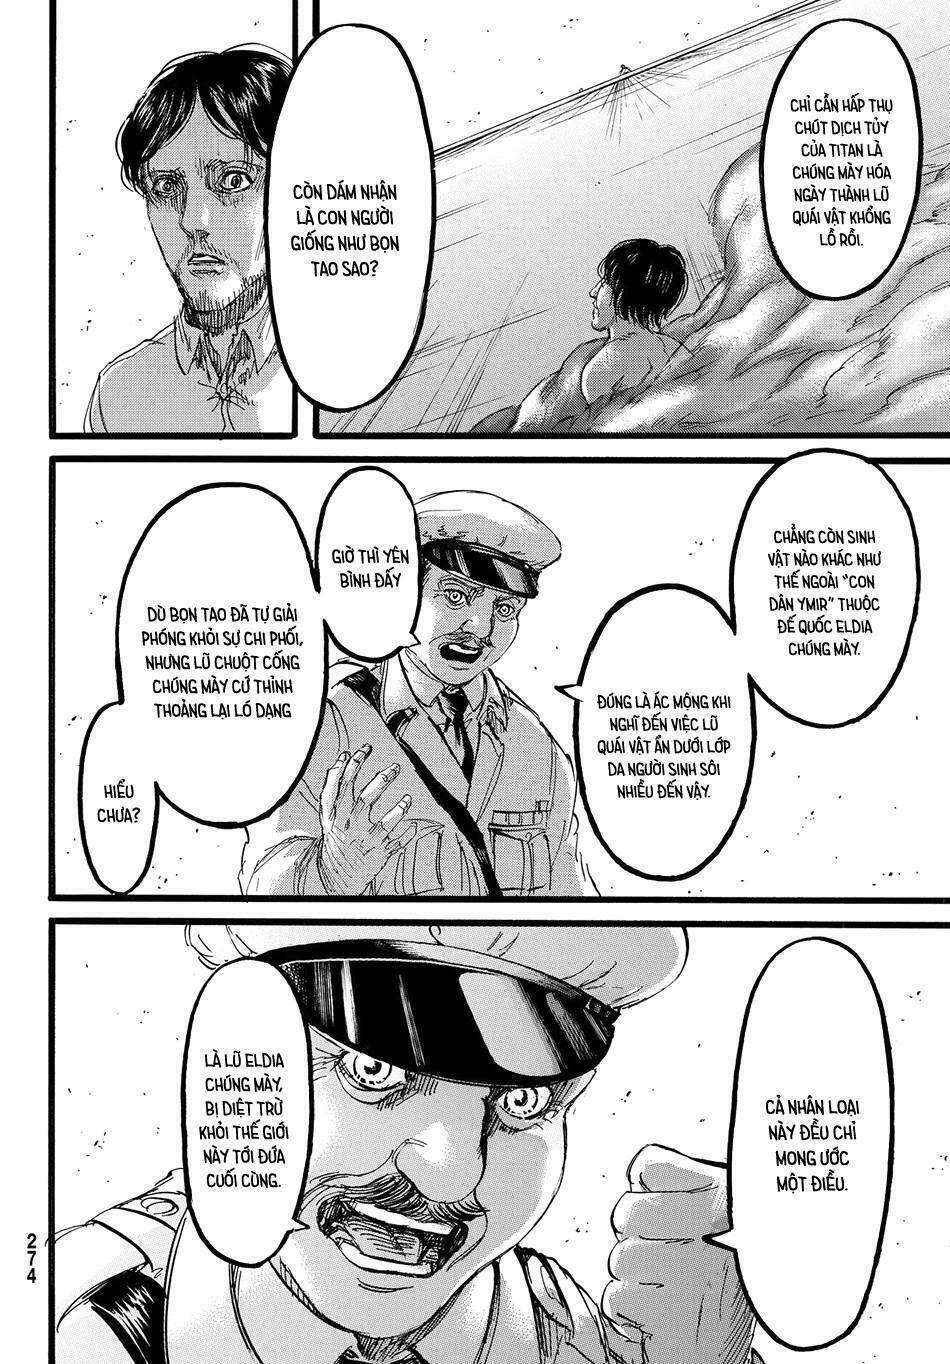 CHỈ CẦN HẤP THỤ
CHÚT DỊCH TỦY
CỦA TITAN LÀ
CHÚNG MÀY HÓA
NGAY THÀNH LŨ
QUÁI VẬT KHỔNG
LỒ RỒI.
CÒN DÁM NHẬN
LÀ CON NGƯỜI
GIỐNG NHƯ BỌN
TAO SAO?
CHẲNG CÒN SINH
VẬT NÀO KHÁC NHƯ
THẾ NGOÀI "CON
DÂN YMIR" THUỘC
ĐẾ QUỐC ELDIA
CHÚNG MÀY.
ĐÚNG LÀ ÁC MỘNG KHI
NGHĨ ĐẾN VIỆC LŨ
QUÁI VẬT ẨN DƯỚI LỚP
DA NGƯỜI SINH SÔI
NHIỀU ĐẾN VẬY.
GIỜ THÌ YÊN
BÌNH ĐẤY
DÙ BỌN TAO ĐÃ TỰ GIẢI
PHÓNG KHỎI SỰ CHI PHỐI,
NHƯNG LŨ CHUỘT CỐNG
CHÚNG MÀY CỨ THỈNH
THOẢNG LẠI LÓ DẠNG
HIỂU
CHƯA?
CẢ NHÂN LOẠI
NÀY ĐỀU CHỈ
MONG ƯỚC
MỘT ĐIỀU.
LÀ LŨ ELDIA
CHÚNG MÀY,
BỊ DIỆT TRỪ
KHỎI THẾ GIỚI
NÀY TỚI ĐỨA
CUỐI CÙNG.
274